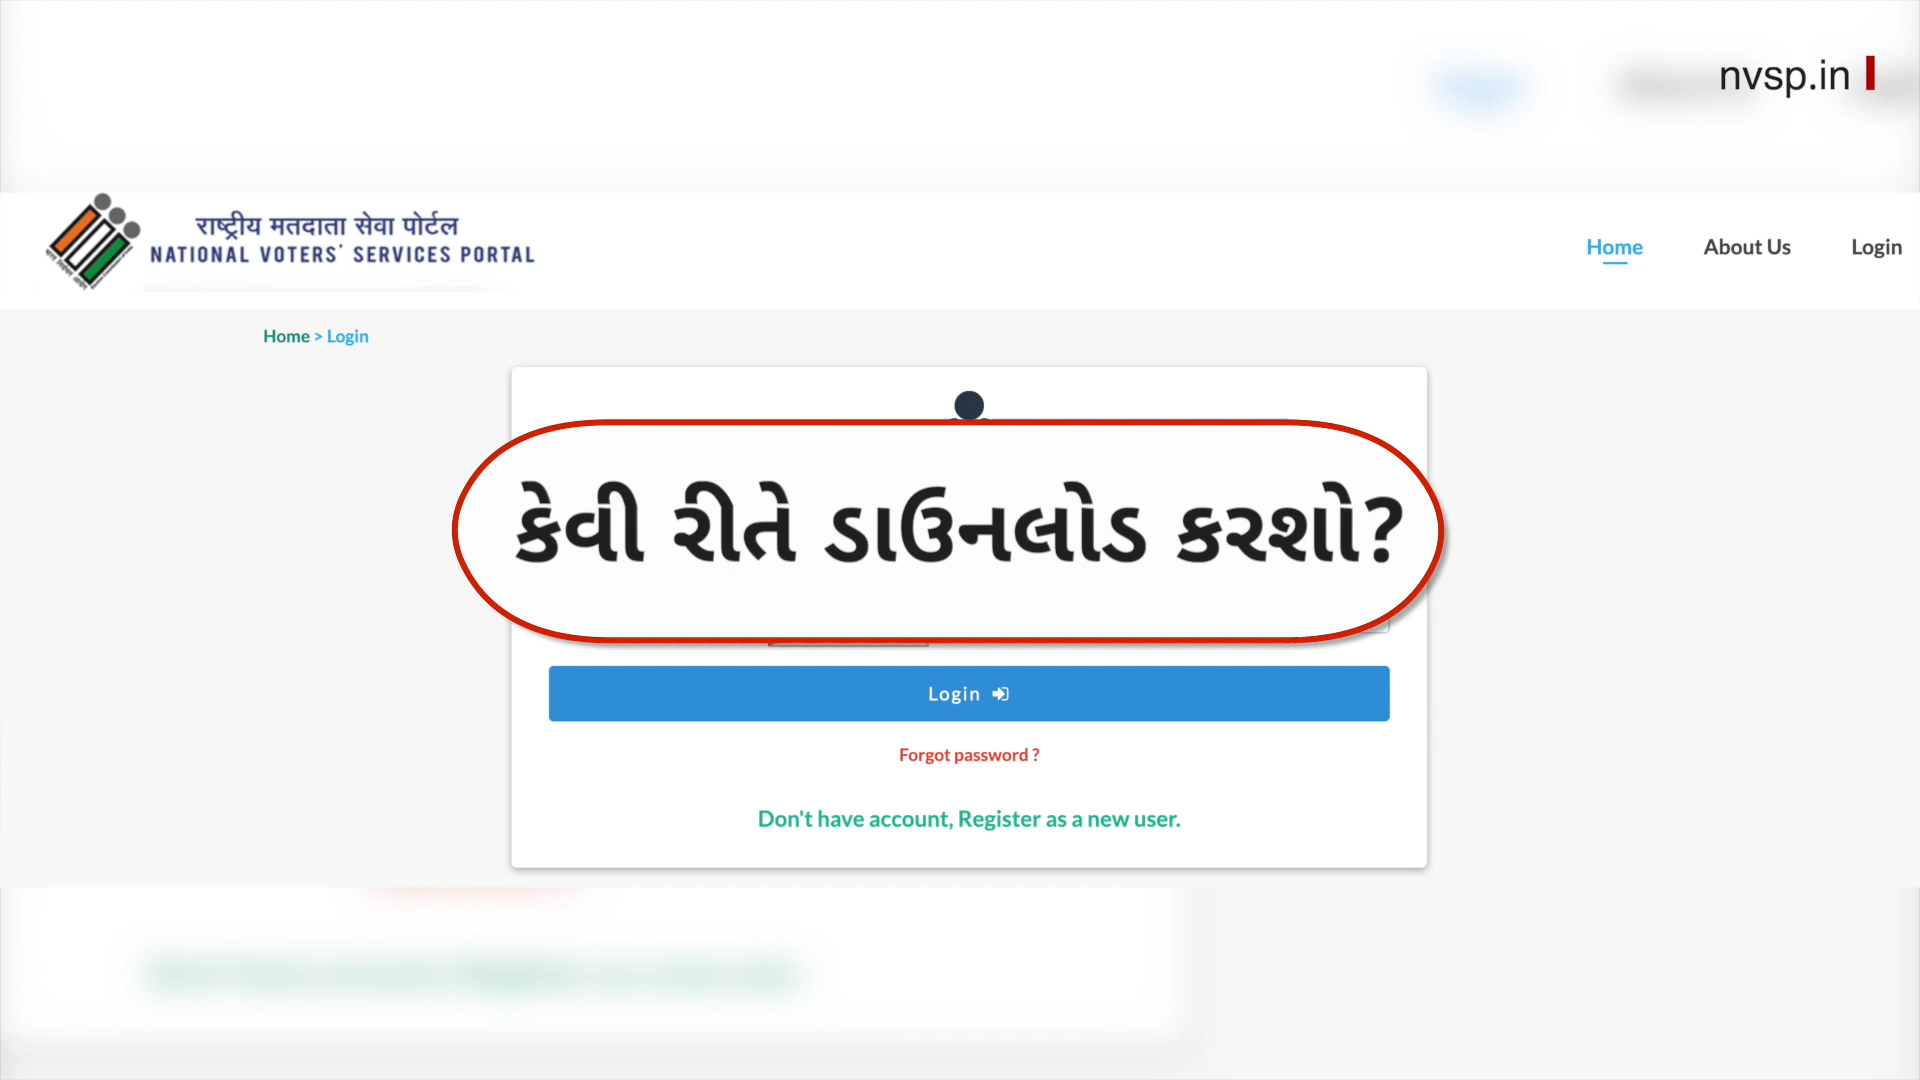 nvsp.in
राष्ट्रीय मतदाता सेवा पोर्टल
NATIONAL VOTERS' SERVICES PORTAL
Home About Us Login
Home > Login
કેવી રીતે ડાઉનલોડ કરશો?
Login
Forgot password ?
Don't have account, Register as a new user.